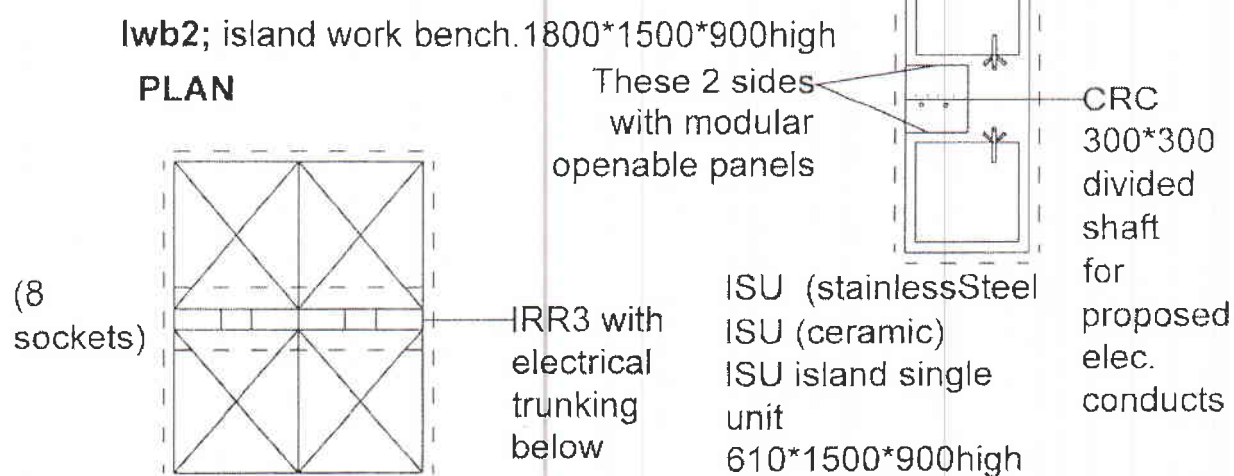 Iwb2; island work bench.1800*1500*900high
PLAN
These 2 sides
with modular
openable panels
CRC
300*300
divided
shaft
for
proposed
elec.
conducts
(8
sockets)
IRR3 with
electrical
trunking
below
ISU (stainlessSteel
ISU (ceramic)
ISU island single
unit
610*1500*900high